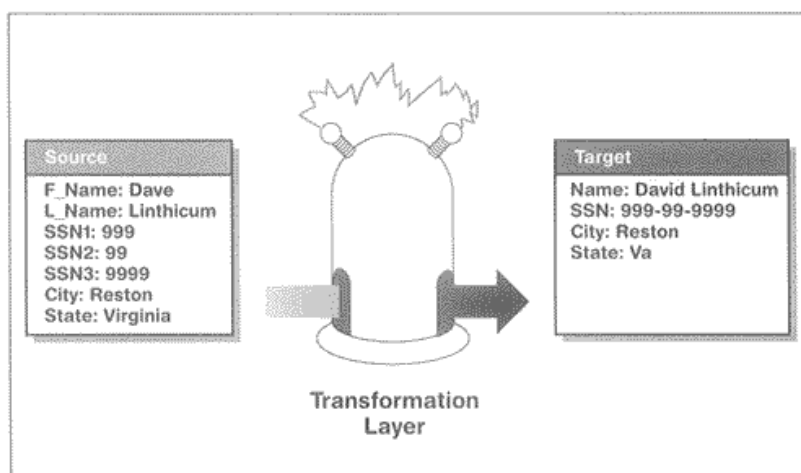 Source
F_Name: Dave
L_Name: Linthicum
SSN1: 999
SSN2: 99
SSN3: 9999
City: Reston
State: Virginia
Transformation
Layer
Target
Name: David Linthicum
SSN: 999-99-9999
City: Reston
State: Va